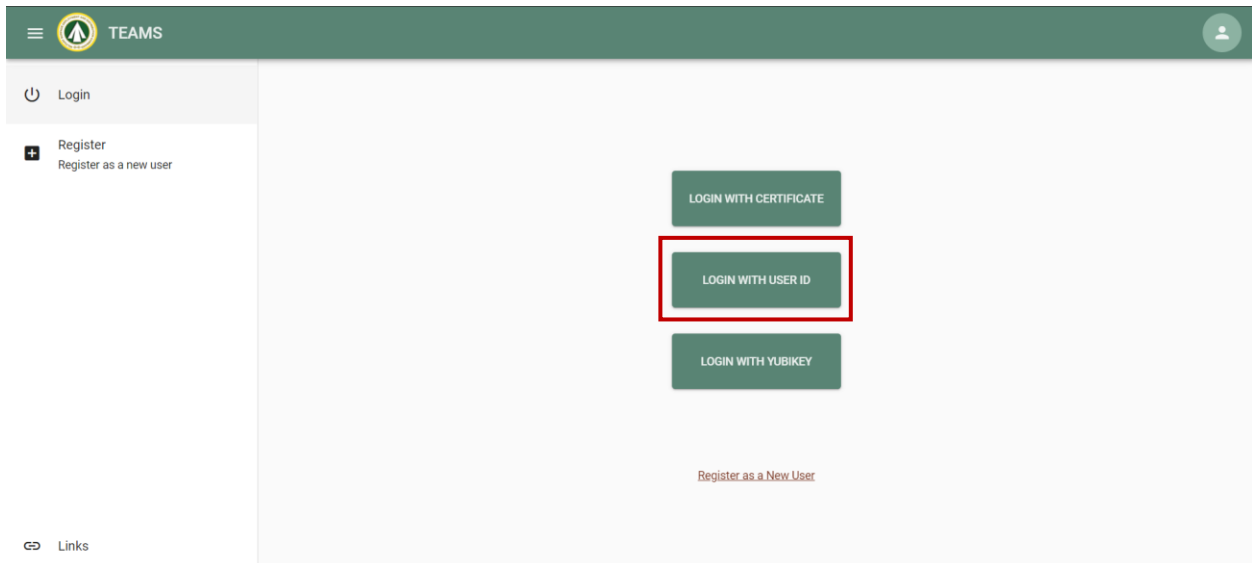 TEAMS
Login
Register
Register as a new user
LOGIN WITH CERTIFICATE
LOGIN WITH USER ID
LOGIN WITH YUBIKEY
Register as a New User
Links